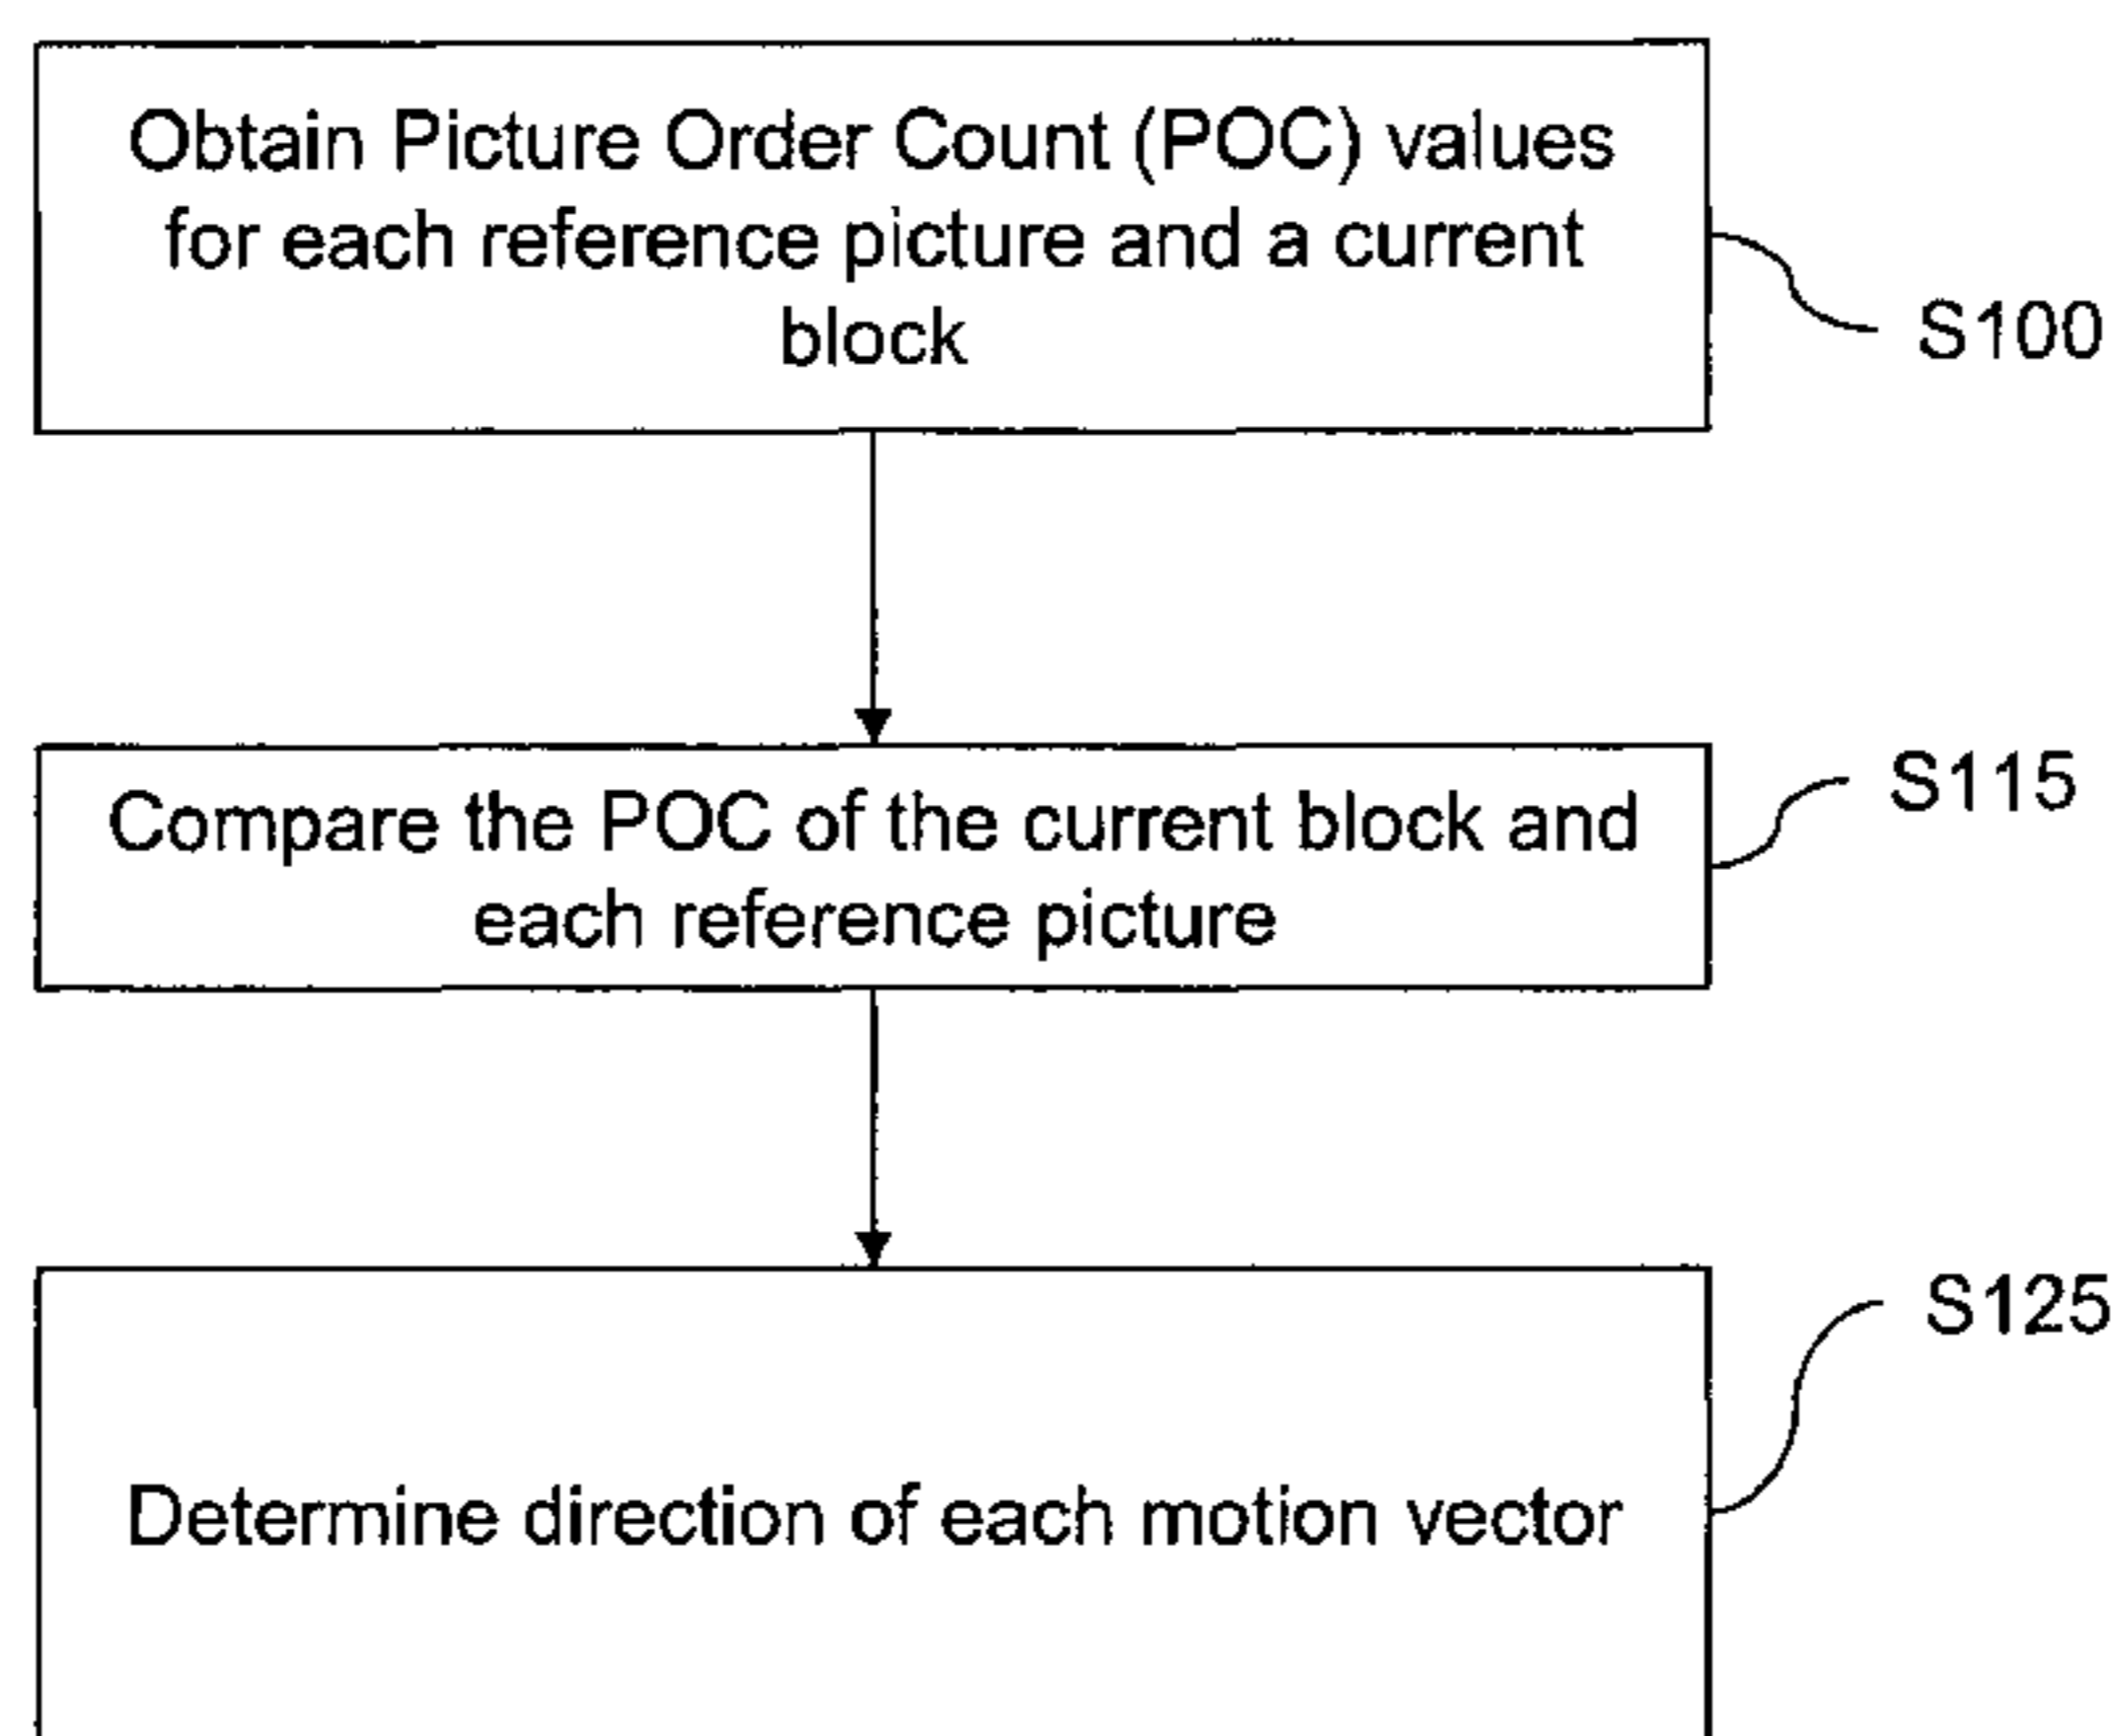 Obtain Picture Order Count (POC) values
for each reference picture and a current
block
S100
Compare the POC of the current block and
each reference picture
S115
Determine direction of each motion vector
S125